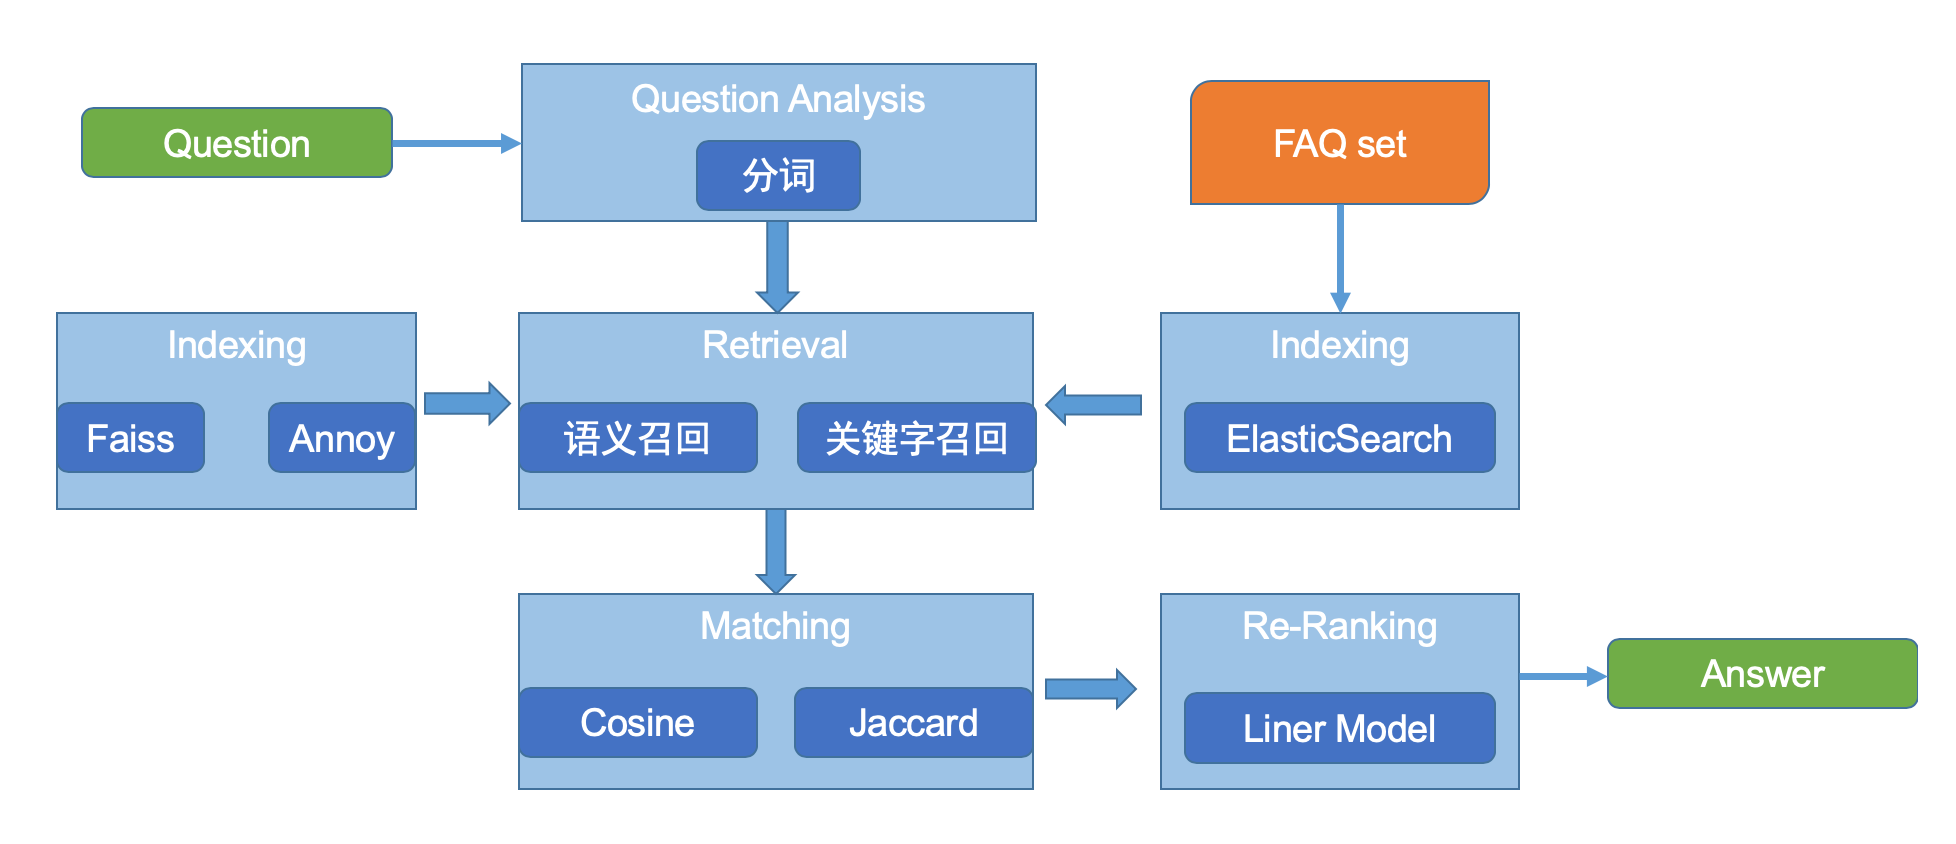 Question
Question Analysis
分词
FAQ set
Indexing
Faiss
Annoy
Retrieval
语义召回
关键字召回
Indexing
ElasticSearch
Matching
Cosine
Jaccard
Re-Ranking
Liner Model
Answer